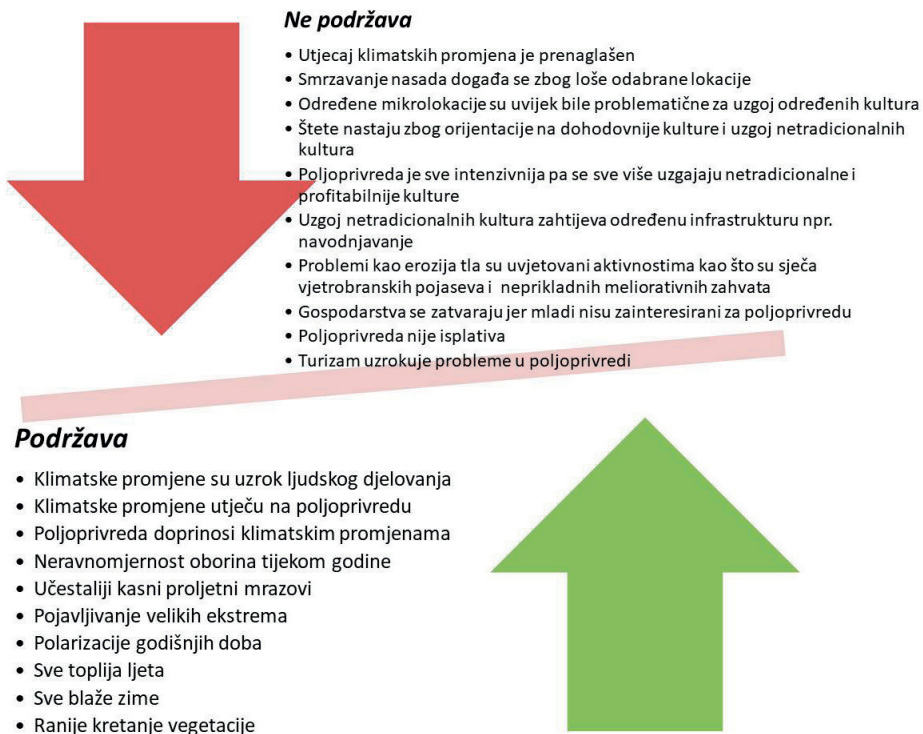 Ne podržava
• Utjecaj klimatskih promjena je prenaglašen
• Smrzavanje nasada događa se zbog loše odabrane lokacije
• Određene mikrolokacije su uvijek bile problematične za uzgoj određenih kultura
• Štete nastaju zbog orijentacije na dohodovnije kulture i uzgoj netradicionalnih
kultura
• Poljoprivreda je sve intenzivnija pa se sve više uzgajaju netradicionalne i
profitabilnije kulture
• Uzgoj netradicionalnih kultura zahtijeva određenu infrastrukturu npr.
navodnjavanje
• Problemi kao erozija tla su uvjetovani aktivnostima kao što su sječa
vjetrobranskih pojaseva i neprikladnih meliorativnih zahvata
• Gospodarstva se zatvaraju jer mladi nisu zainteresirani za poljoprivredu
• Poljoprivreda nije isplativa
• Turizam uzrokuje probleme u poljoprivredi
Podržava
• Klimatske promjene su uzrok ljudskog djelovanja
• Klimatske promjene utječu na poljoprivredu
• Poljoprivreda doprinosi klimatskim promjenama
• Neravnomjernost oborina tijekom godine
• Učestaliji kasni proljetni mrazovi
• Pojavljivanje velikih ekstrema
• Polarizacije godišnjih doba
• Sve toplija ljeta
• Sve blaže zime
• Ranije kretanje vegetacije